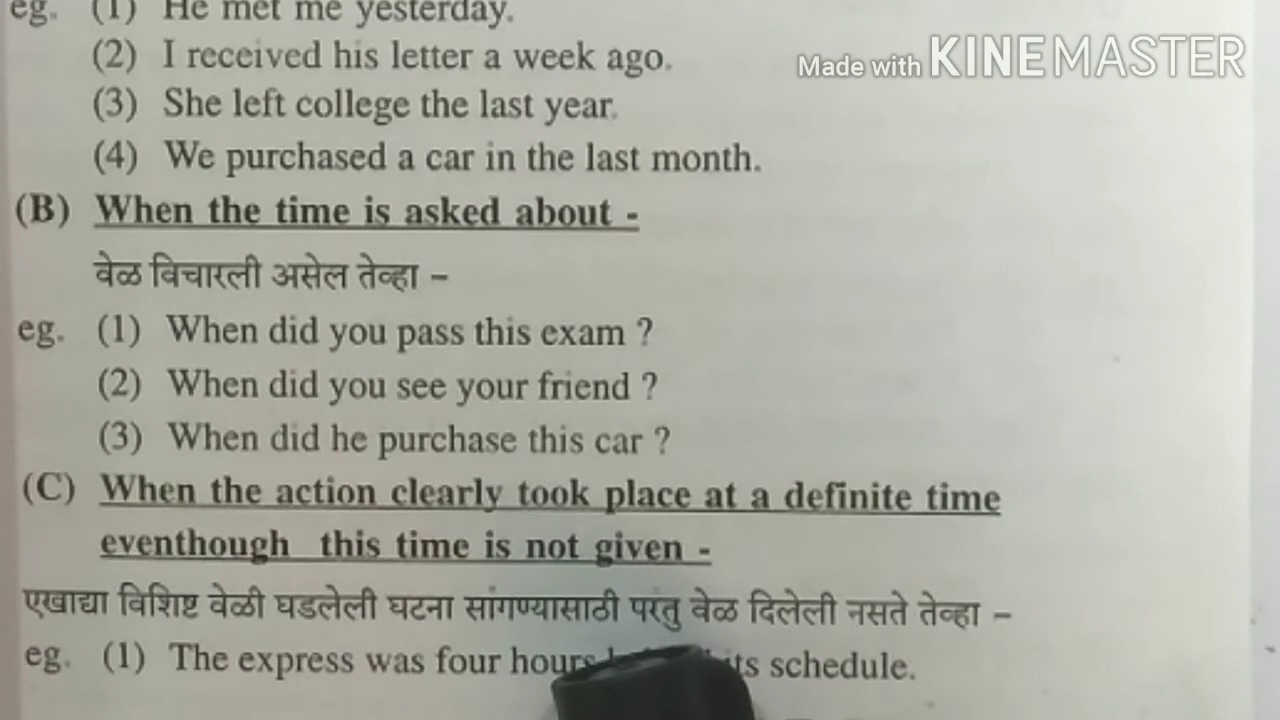 eg. (1) He met me yesterday.
Made with KINEMASTER
(2) I received his letter a week ago.
(3) She left college the last year.
(4) We purchased a car in the last month.
(B) When the time is asked about -
वेळ विचारली असेल तेव्हा –
eg. (1) When did you pass this exam ?
(2) When did you see your friend ?
(3) When did he purchase this car ?
(C) When the action clearly took place at a definite time
eventhough this time is not given -
एखाद्या विशिष्ट वेळी घडलेली घटना सांगण्यासाठी परंतु वेळ दिलेली नसते तेव्हा –
eg. (1) The express was four hours its schedule.